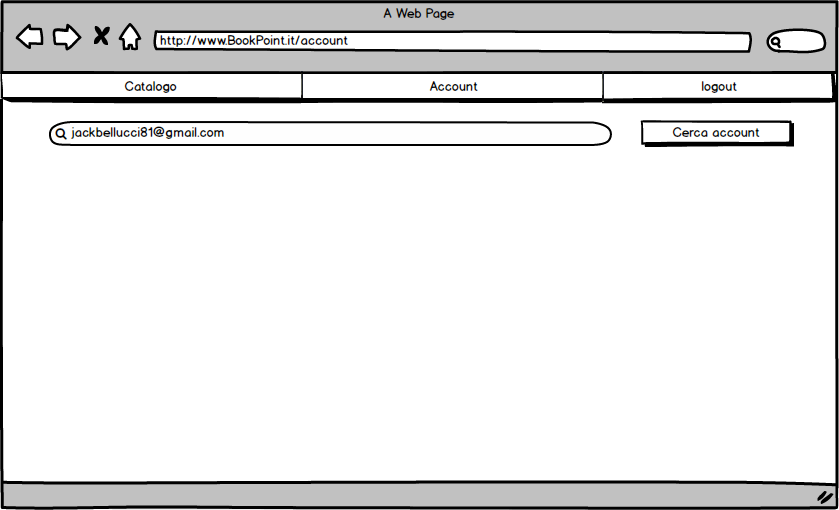 A Web Page
http://www.BookPoint.it/account
Catalogo Account logout
jackbellucci81@gmail.com Cerca account